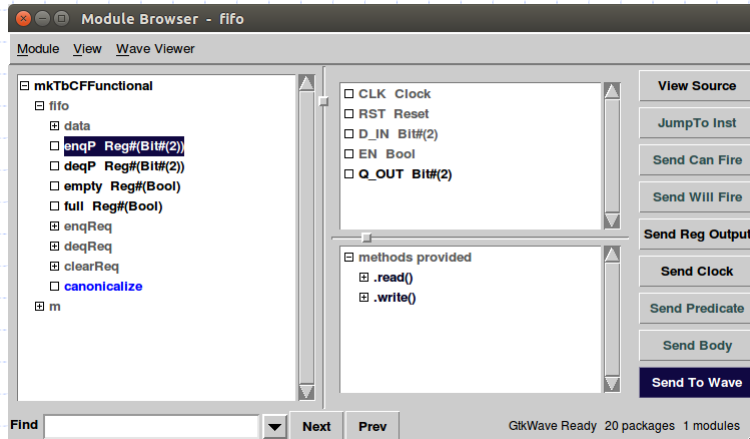 Module Browser - fifo
Module View Wave Viewer
mkTbCFFunctional
fifo
data
enqP Reg#(Bit#(2))
deqP Reg#(Bit#(2))
empty Reg#(Bool)
full Reg#(Bool)
enqReq
deqReq
clearReq
canonicalize
m
CLK Clock
RST Reset
D_IN Bit#(2)
EN Bool
Q_OUT Bit#(2)
methods provided
.read()
.write()
View Source
JumpTo Inst
Send Can Fire
Send Will Fire
Send Reg Output
Send Clock
Send Predicate
Send Body
Send To Wave
Find Next Prev GtkWave Ready 20 packages 1 modules